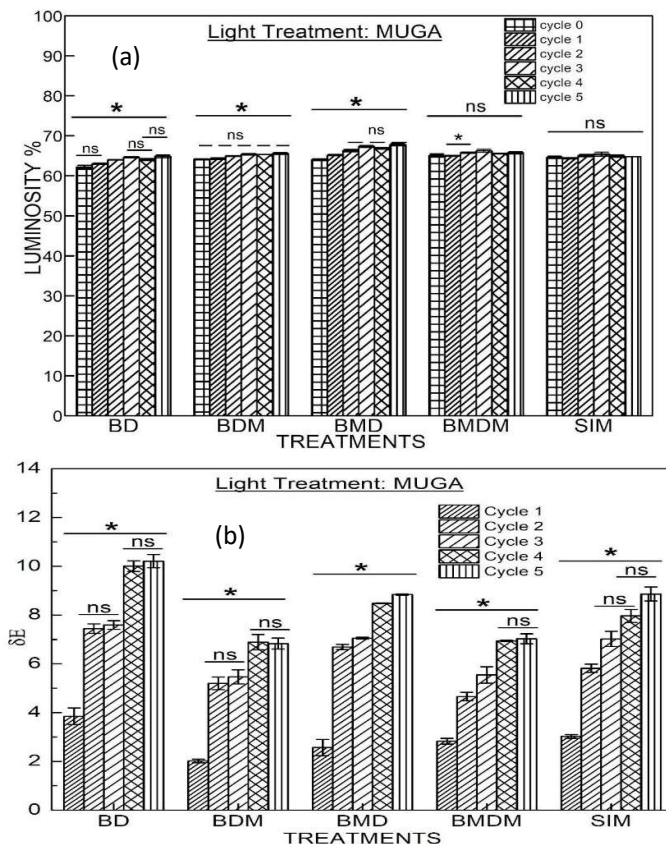 100
90
80
70
60
50
40
30
20
10
0
LUMINOSITY %
Light Treatment: MUGA
(a)
cycle 0
cycle 1
cycle 2
cycle 3
cycle 4
cycle 5
* * * ns ns
ns ns ns ns ns *
BD BDM BMD BMDM SIM
TREATMENTS
14
12
10
8
6
4
2
0
δE
Light Treatment: MUGA
(b)
Cycle 1
Cycle 2
Cycle 3
Cycle 4
Cycle 5
* * * * *
ns ns ns ns ns ns ns
BD BDM BMD BMDM SIM
TREATMENTS